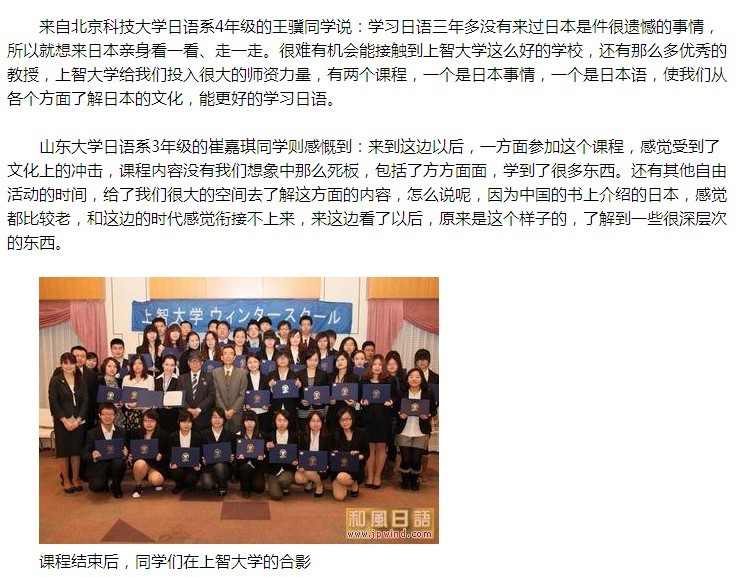 来自北京科技大学日语系4年级的王骥同学说：学习日语三年多没有来过日本是件很遗憾的事情，
所以就想来日本亲身看一看、走一走。很难有机会能接触到上智大学这么好的学校，还有那么多优秀的
教授，上智大学给我们投入很大的师资力量，有两个课程，一个是日本事情，一个是日本语，使我们从
各个方面了解日本的文化，能更好的学习日语。
山东大学日语系3年级的崔嘉琪同学则感慨到：来到这边以后，一方面参加这个课程，感觉受到了
文化上的冲击，课程内容没有我们想象中那么死板，包括了方方面面，学到了很多东西。还有其他自由
活动的时间，给了我们很大的空间去了解这方面的内容，怎么说呢，因为中国的书上介绍的日本，感觉
都比较老，和这边的时代感觉衔接不上来，来这边看了以后，原来是这个样子的，了解到一些很深层次
的东西。
上智大学 ウィンタースクール
和風日語
www.jpwind.com
课程结束后，同学们在上智大学的合影